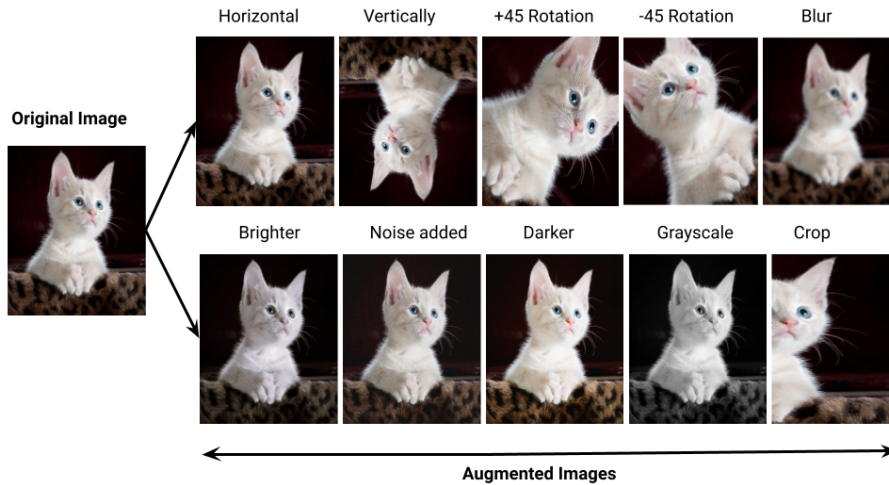 Horizontal
Vertically
+45 Rotation
-45 Rotation
Blur
Original Image
Brighter
Noise added
Darker
Grayscale
Crop
Augmented Images